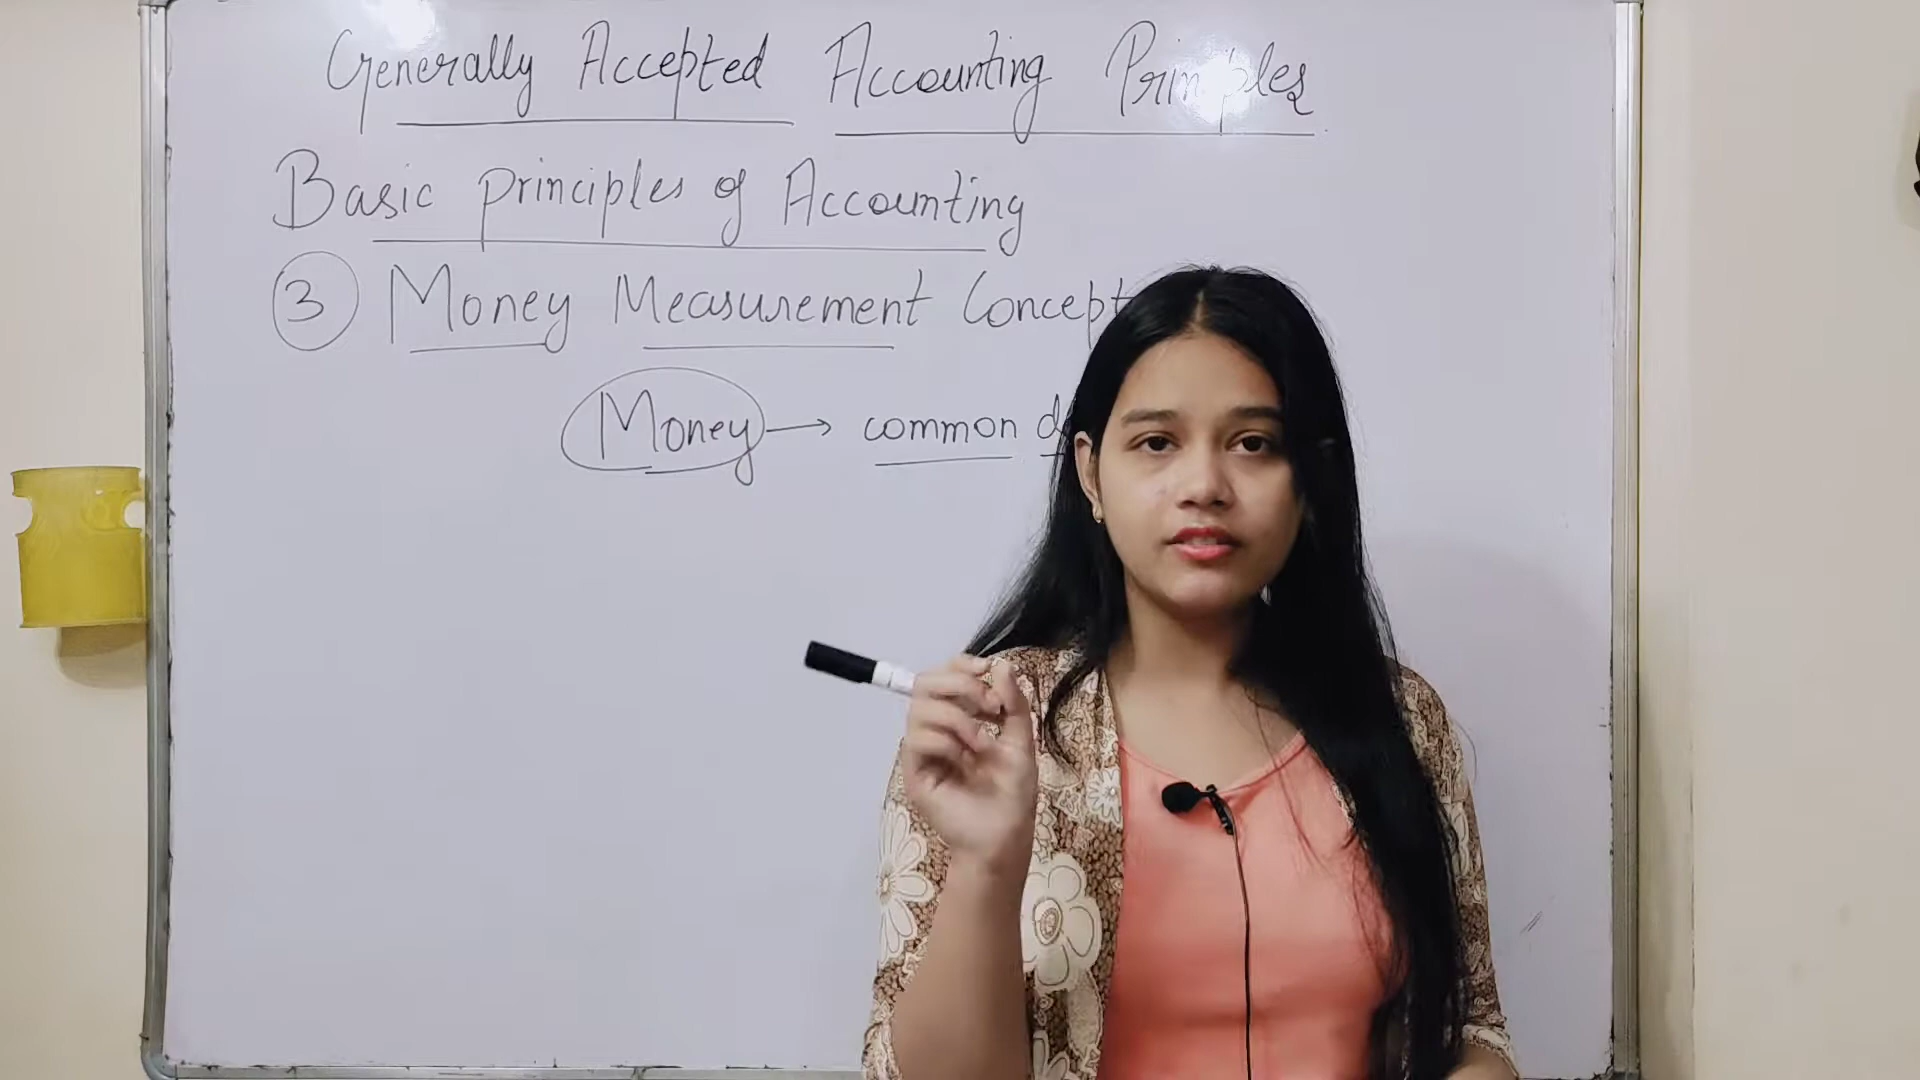 Generally Accepted Accounting Principles
Basic principles of Accounting
3 Money Measurement Concept
Money → common